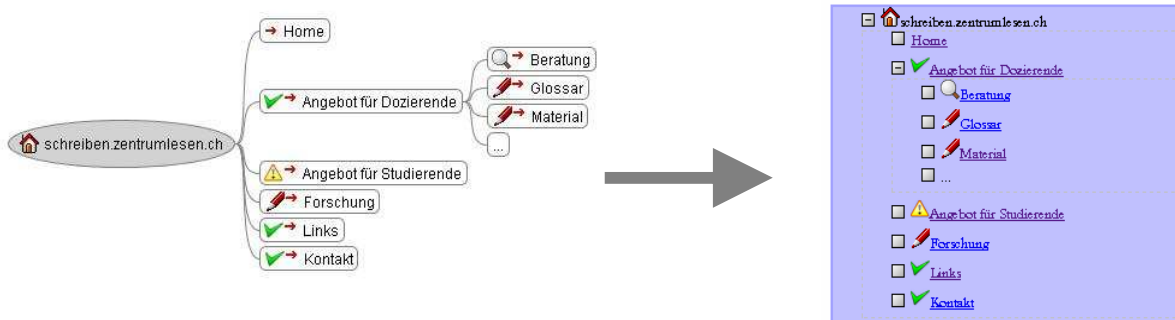 schreiben.zentrumlesen.ch
Home
Angebot für Dozierende
Beratung
Glossar
Material
...
Angebot für Studierende
Forschung
Links
Kontakt
schreiben.zentrumlesen.ch
Home
Angebot für Dozierende
Beratung
Glossar
Material
...
Angebot für Studierende
Forschung
Links
Kontakt